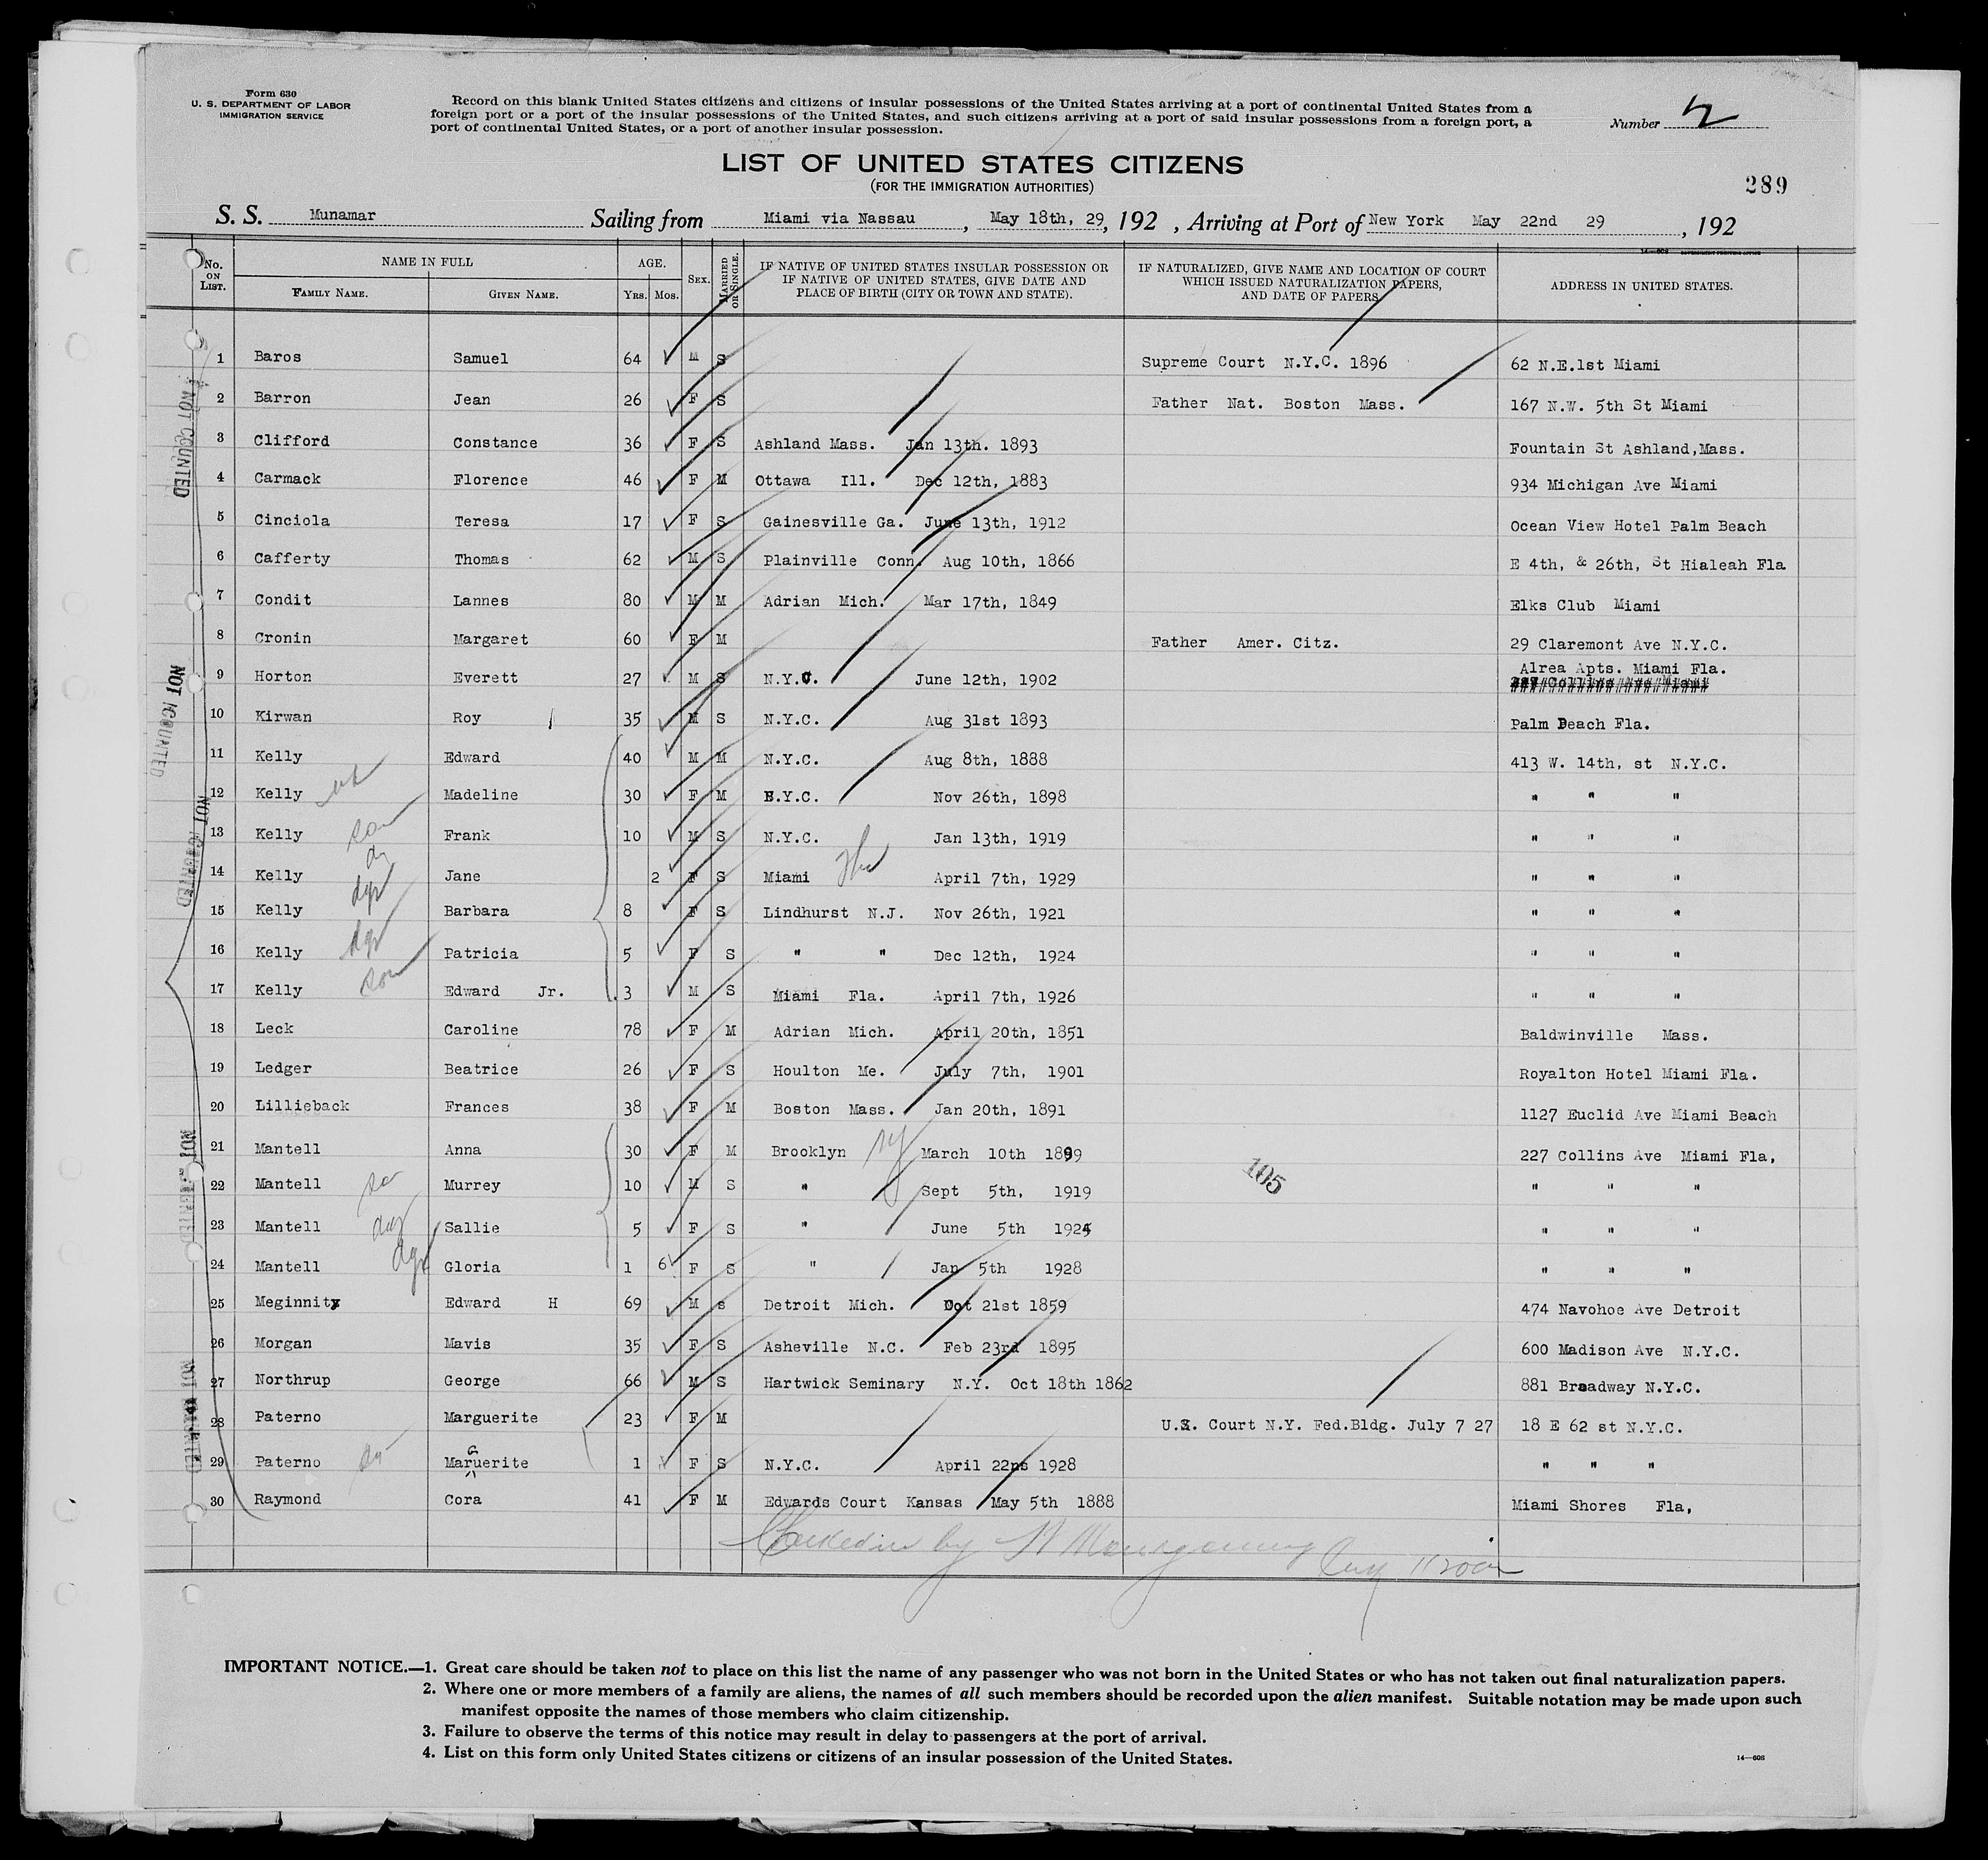 Form 630
U. S. DEPARTMENT OF LABOR
IMMIGRATION SERVICE
Record on this blank United States citizens and citizens of insular possessions of the United States arriving at a port of continental United States from a
foreign port or a port of the insular possessions of the United States, and such citizens arriving at a port of said insular possessions from a foreign port, a
port of continental United States, or a port of another insular possession.
Number 2
LIST OF UNITED STATES CITIZENS
(FOR THE IMMIGRATION AUTHORITIES)
289
S. S. Munamar Sailing from Miami via Nassau, May 18th, 29, 192 , Arriving at Port of New York May 22nd 29, 192
14—608 GOVERNMENT PRINTING OFFICE
No. ON LIST. NAME IN FULL FAMILY NAME. GIVEN NAME. AGE. Yrs. Mos. SEX. MARRIED OR SINGLE. IF NATIVE OF UNITED STATES INSULAR POSSESSION OR IF NATIVE OF UNITED STATES, GIVE DATE AND PLACE OF BIRTH (CITY OR TOWN AND STATE). IF NATURALIZED, GIVE NAME AND LOCATION OF COURT WHICH ISSUED NATURALIZATION PAPERS, AND DATE OF PAPERS. ADDRESS IN UNITED STATES.
1 Baros Samuel 64 M S Supreme Court N.Y.C. 1896 62 N.E.1st Miami
2 Barron Jean 26 F S Father Nat. Boston Mass. 167 N.W. 5th St Miami
3 Clifford Constance 36 F S Ashland Mass. Jan 13th. 1893 Fountain St Ashland,Mass.
4 Carmack Florence 46 F M Ottawa Ill. Dec 12th, 1883 934 Michigan Ave Miami
5 Cinciola Teresa 17 F S Gainesville Ga. June 13th, 1912 Ocean View Hotel Palm Beach
6 Cafferty Thomas 62 M S Plainville Conn. Aug 10th, 1866 E 4th, & 26th, St Hialeah Fla
7 Condit Lannes 80 M M Adrian Mich. Mar 17th, 1849 Elks Club Miami
8 Cronin Margaret 60 F M Father Amer. Citz. 29 Claremont Ave N.Y.C.
9 Horton Everett 27 M S N.Y.C. June 12th, 1902 Alrea Apts. Miami Fla.
227 Collins Ave Miami
10 Kirwan Roy 35 M S N.Y.C. Aug 31st 1893 Palm Beach Fla.
11 Kelly Edward 40 M M N.Y.C. Aug 8th, 1888 413 W. 14th, st N.Y.C.
12 Kelly wf Madeline 30 F M N.Y.C. Nov 26th, 1898 " " "
13 Kelly son Frank 10 M S N.Y.C. Jan 13th, 1919 " " "
14 Kelly da Jane 2 F S Miami Fla April 7th, 1929 " " "
15 Kelly dgr Barbara 8 F S Lindhurst N.J. Nov 26th, 1921 " " "
16 Kelly dgr Patricia 5 F S " " Dec 12th, 1924 " " "
17 Kelly son Edward Jr. 3 M S Miami Fla. April 7th, 1926 " " "
18 Leck Caroline 78 F M Adrian Mich. April 20th, 1851 Baldwinville Mass.
19 Ledger Beatrice 26 F S Houlton Me. July 7th, 1901 Royalton Hotel Miami Fla.
20 Lillieback Frances 38 F M Boston Mass. Jan 20th, 1891 1127 Euclid Ave Miami Beach
21 Mantell Anna 30 F M Brooklyn NY March 10th 1899 227 Collins Ave Miami Fla,
22 Mantell son Murrey 10 M S " Sept 5th, 1919 105 " " "
23 Mantell dgr Sallie 5 F S " June 5th 1924 " " "
24 Mantell dgr Gloria 1 6 F S " Jan 5th 1928 " " "
25 Meginnity Edward H 69 M s Detroit Mich. Oct 21st 1859 474 Navohoe Ave Detroit
26 Morgan Mavis 35 F S Asheville N.C. Feb 23rd 1895 600 Madison Ave N.Y.C.
27 Northrup George 66 M S Hartwick Seminary N.Y. Oct 18th 1862 881 Broadway N.Y.C.
28 Paterno Marguerite 23 F M U.S. Court N.Y. Fed.Bldg. July 7 27 18 E 62 st N.Y.C.
29 Paterno Marguerite 1 F S N.Y.C. April 22nd 1928 " " "
30 Raymond Cora 41 F M Edwards Court Kansas May 5th 1888 Miami Shores Fla,
Checked in by Montgomery
NOT COUNTED
NOT COUNTED
NOT COUNTED
NOT COUNTED
NOT COUNTED
IMPORTANT NOTICE.—1. Great care should be taken not to place on this list the name of any passenger who was not born in the United States or who has not taken out final naturalization papers.
2. Where one or more members of a family are aliens, the names of all such members should be recorded upon the alien manifest. Suitable notation may be made upon such
manifest opposite the names of those members who claim citizenship.
3. Failure to observe the terms of this notice may result in delay to passengers at the port of arrival.
4. List on this form only United States citizens or citizens of an insular possession of the United States.
14—608